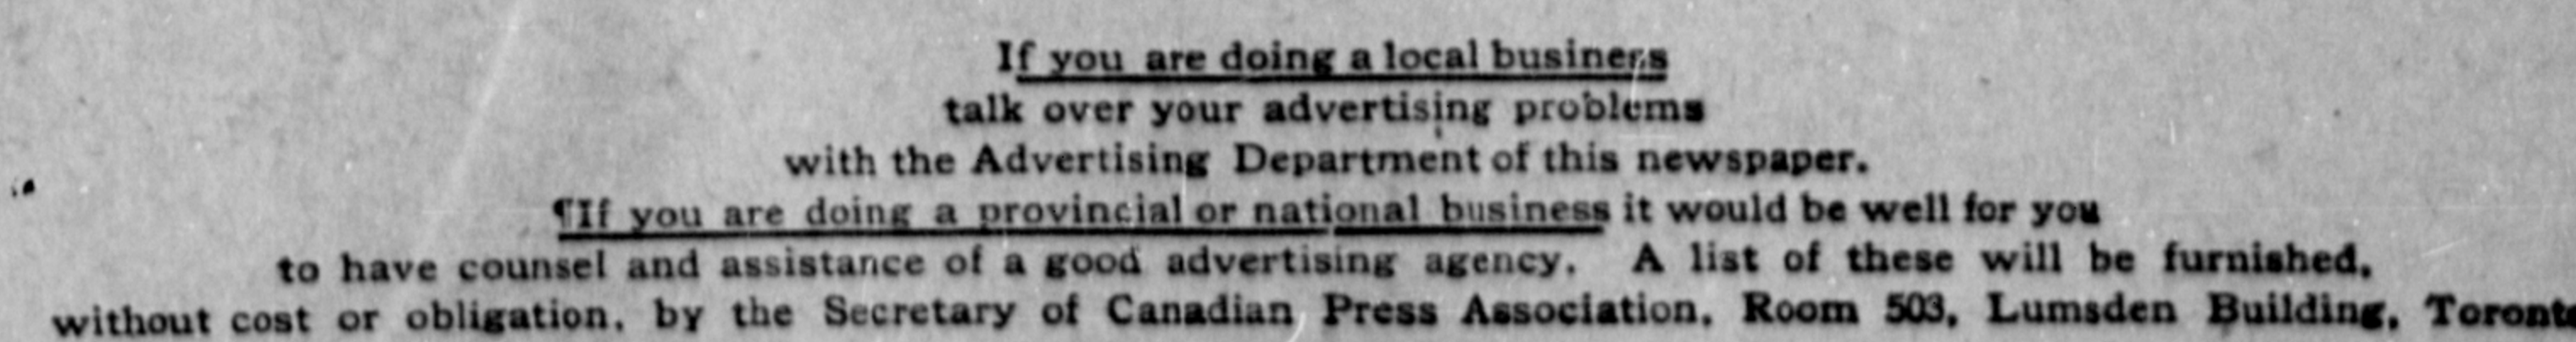 If you are doing a local business
talk over your advertising problems
with the Advertising Department of this newspaper.
¶If you are doing a provincial or national business it would be well for you
to have counsel and assistance of a good advertising agency. A list of these will be furnished,
without cost or obligation, by the Secretary of Canadian Press Association, Room 503, Lumsden Building, Toronto